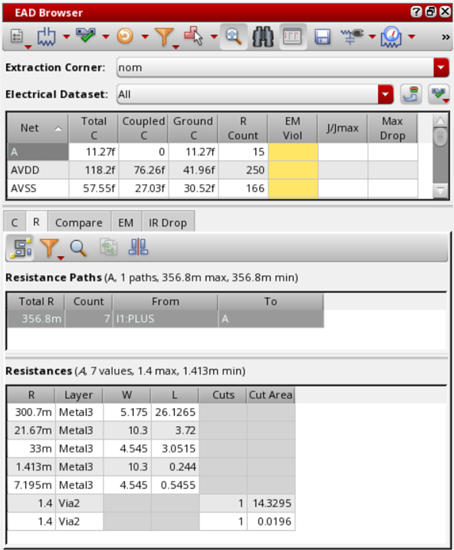 EAD Browser
»
Extraction Corner: nom
Electrical Dataset: All
Net Total C Coupled C Ground C R Count EM Viol J/Jmax Max Drop
A 11.27f 0 11.27f 15
AVDD 118.2f 76.26f 41.96f 250
AVSS 57.55f 27.03f 30.52f 166
C R Compare EM IR Drop
Resistance Paths (A, 1 paths, 356.8m max, 356.8m min)
Total R Count From To
356.8m 7 I1:PLUS A
Resistances (A, 7 values, 1.4 max, 1.413m min)
R Layer W L Cuts Cut Area
300.7m Metal3 5.175 26.1265
21.67m Metal3 10.3 3.72
33m Metal3 4.545 3.0515
1.413m Metal3 10.3 0.244
7.195m Metal3 4.545 0.5455
1.4 Via2 1 14.3295
1.4 Via2 1 0.0196